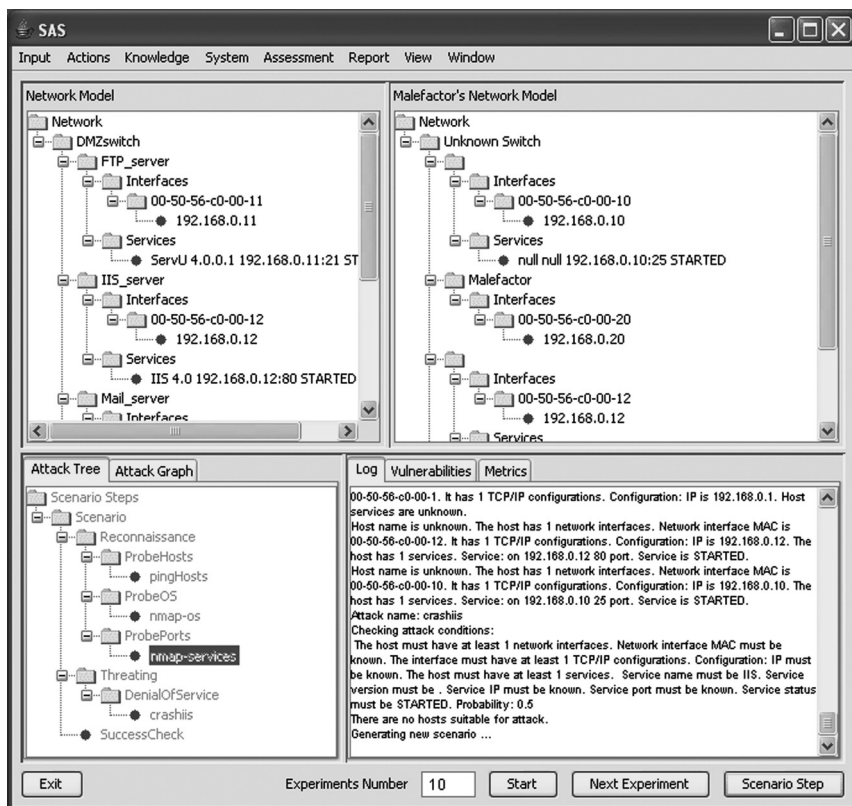 SAS
Input Actions Knowledge System Assessment Report View Window
Network Model
Network
DMZswitch
FTP_server
Interfaces
00-50-56-c0-00-11
192.168.0.11
Services
ServU 4.0.0.1 192.168.0.11:21 ST
IIS_server
Interfaces
00-50-56-c0-00-12
192.168.0.12
Services
IIS 4.0 192.168.0.12:80 STARTED
Mail_server
Interfaces
Malefactor's Network Model
Network
Unknown Switch
Interfaces
00-50-56-c0-00-10
192.168.0.10
Services
null null 192.168.0.10:25 STARTED
Malefactor
Interfaces
00-50-56-c0-00-20
192.168.0.20
Interfaces
00-50-56-c0-00-12
192.168.0.12
Services
Attack Tree Attack Graph
Scenario Steps
Scenario
Reconnaissance
ProbeHosts
pingHosts
ProbeOS
nmap-os
ProbePorts
nmap-services
Threating
DenialOfService
crashiis
SuccessCheck
Log Vulnerabilities Metrics
00-50-56-c0-00-1. It has 1 TCP/IP configurations. Configuration: IP is 192.168.0.1. Host
services are unknown.
Host name is unknown. The host has 1 network interfaces. Network interface MAC is
00-50-56-c0-00-12. It has 1 TCP/IP configurations. Configuration: IP is 192.168.0.12. The
host has 1 services. Service: on 192.168.0.12 80 port. Service is STARTED.
Host name is unknown. The host has 1 network interfaces. Network interface MAC is
00-50-56-c0-00-10. It has 1 TCP/IP configurations. Configuration: IP is 192.168.0.10. The
host has 1 services. Service: on 192.168.0.10 25 port. Service is STARTED.
Attack name: crashiis
Checking attack conditions:
The host must have at least 1 network interfaces. Network interface MAC must be
known. The interface must have at least 1 TCP/IP configurations. Configuration: IP must
be known. The host must have at least 1 services. Service name must be IIS. Service
version must be . Service IP must be known. Service port must be known. Service status
must be STARTED. Probability: 0.5
There are no hosts suitable for attack.
Generating new scenario ...
Exit Experiments Number 10 Start Next Experiment Scenario Step